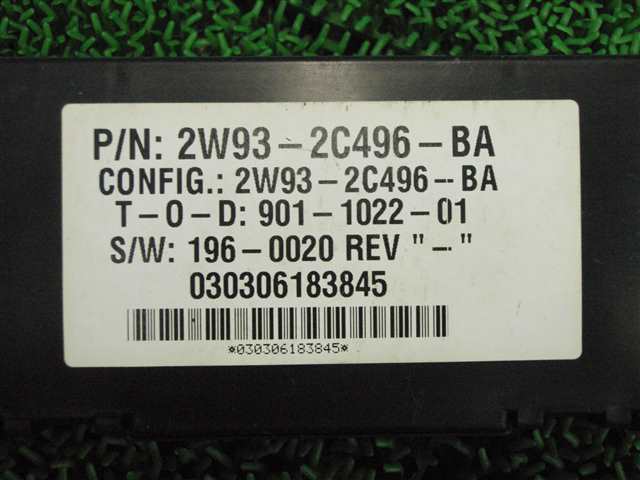 P/N: 2W93-2C496-BA
CONFIG.: 2W93-2C496-BA
T-O-D: 901-1022-01
S/W: 196-0020 REV "-"
030306183845
*030306183845*